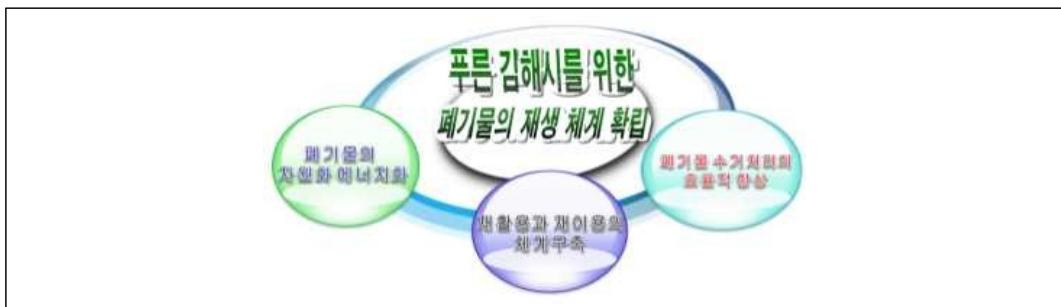 푸른 김해시를 위한
폐기물의 재생 체계 확립
폐기물의
자원화 에너지화
재활용과 재이용의
체계구축
폐기물 수거처리의
효율적 향상